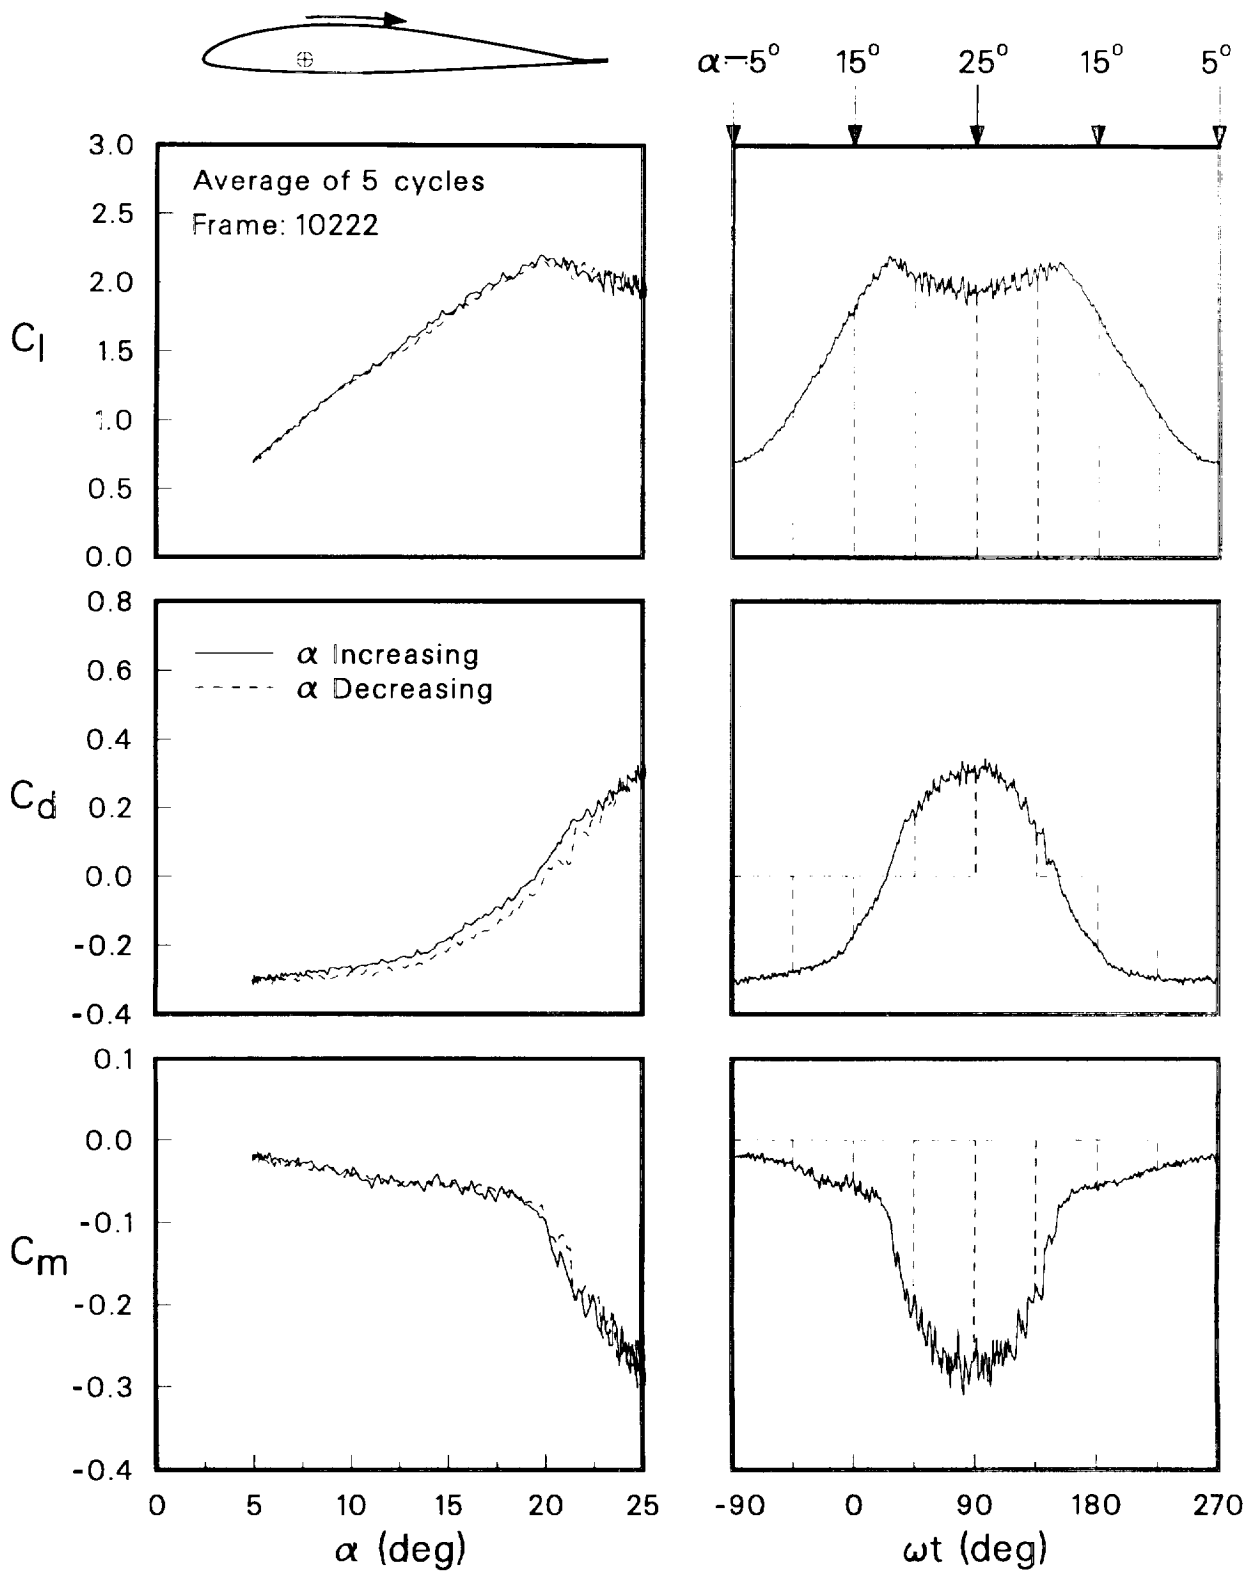 α=5° 15° 25° 15° 5°
3.0
2.5
2.0
1.5
1.0
0.5
0.0
C_l
Average of 5 cycles
Frame: 10222
0.8
0.6
0.4
0.2
0.0
-0.2
-0.4
C_d
α Increasing
α Decreasing
0.1
0.0
-0.1
-0.2
-0.3
-0.4
C_m
0 5 10 15 20 25
α (deg)
-90 0 90 180 270
ωt (deg)